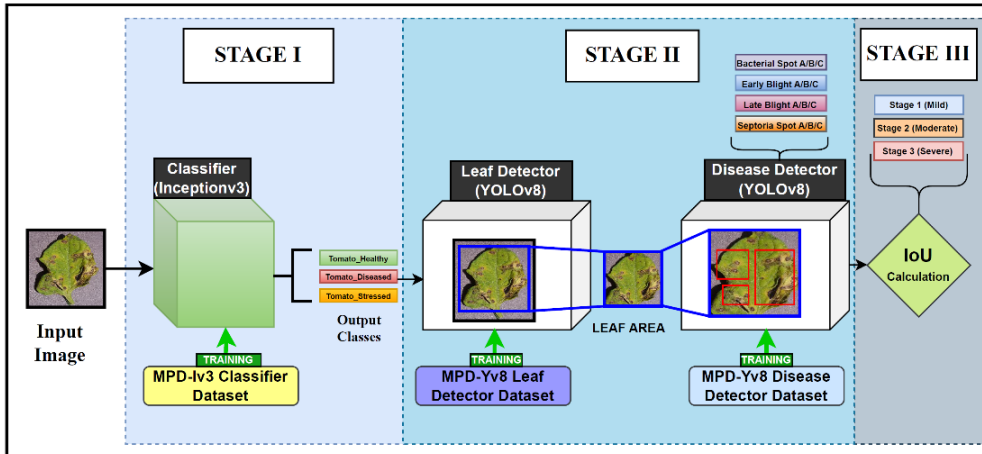 STAGE I
STAGE II
STAGE III
Bacterial Spot A/B/C
Early Blight A/B/C
Late Blight A/B/C
Septoria Spot A/B/C
Stage 1 (Mild)
Stage 2 (Moderate)
Stage 3 (Severe)
Classifier
(Inceptionv3)
Leaf Detector
(YOLOv8)
Disease Detector
(YOLOv8)
Input
Image
Tomato_Healthy
Tomato_Diseased
Tomato_Stressed
Output
Classes
LEAF AREA
IoU
Calculation
TRAINING
MPD-Iv3 Classifier
Dataset
TRAINING
MPD-Yv8 Leaf
Detector Dataset
TRAINING
MPD-Yv8 Disease
Detector Dataset